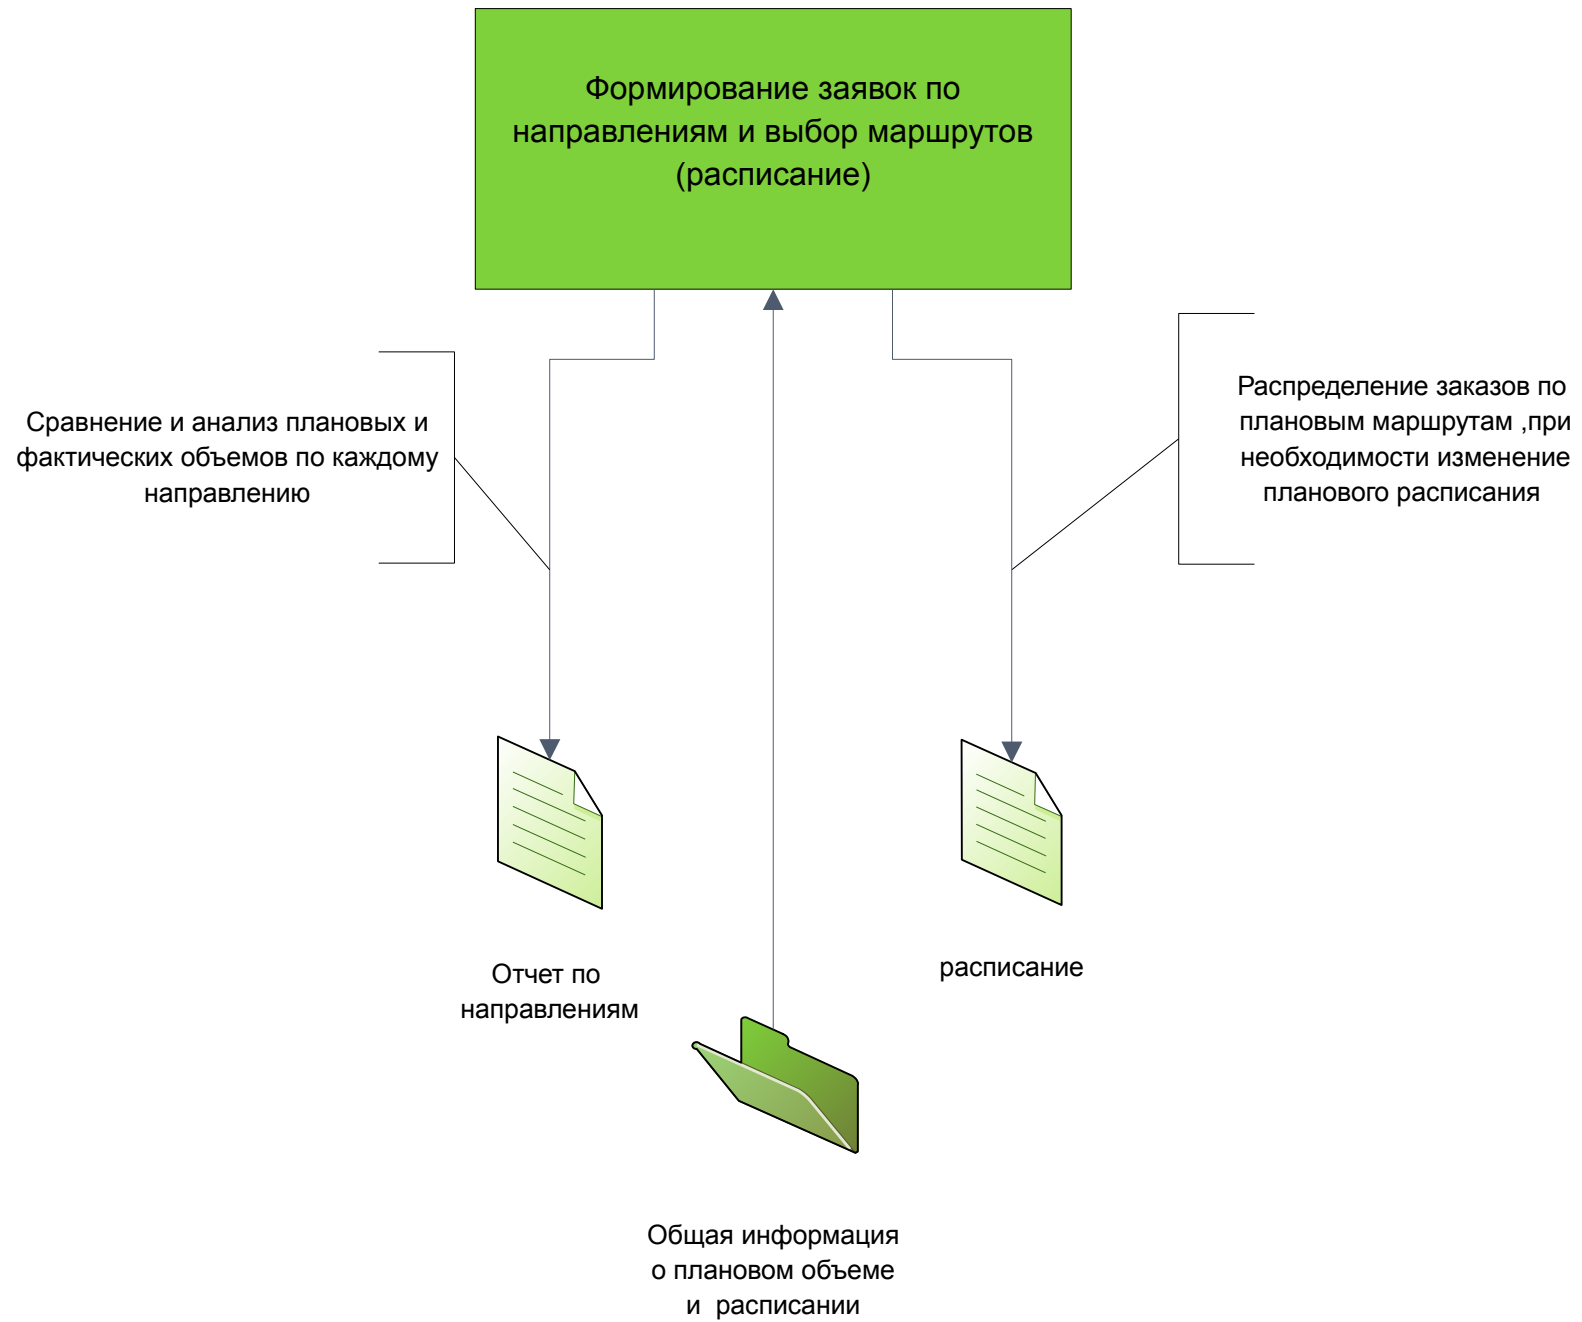 Формирование заявок по
направлениям и выбор маршрутов
(расписание)
Сравнение и анализ плановых и
фактических объемов по каждому
направлению
Распределение заказов по
плановым маршрутам ,при
необходимости изменение
планового расписания
Отчет по
направлениям
расписание
Общая информация
о плановом объеме
и расписании